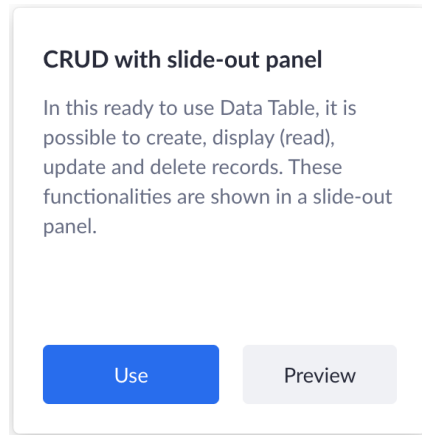 CRUD with slide-out panel
In this ready to use Data Table, it is
possible to create, display (read),
update and delete records. These
functionalities are shown in a slide-out
panel.
Use
Preview